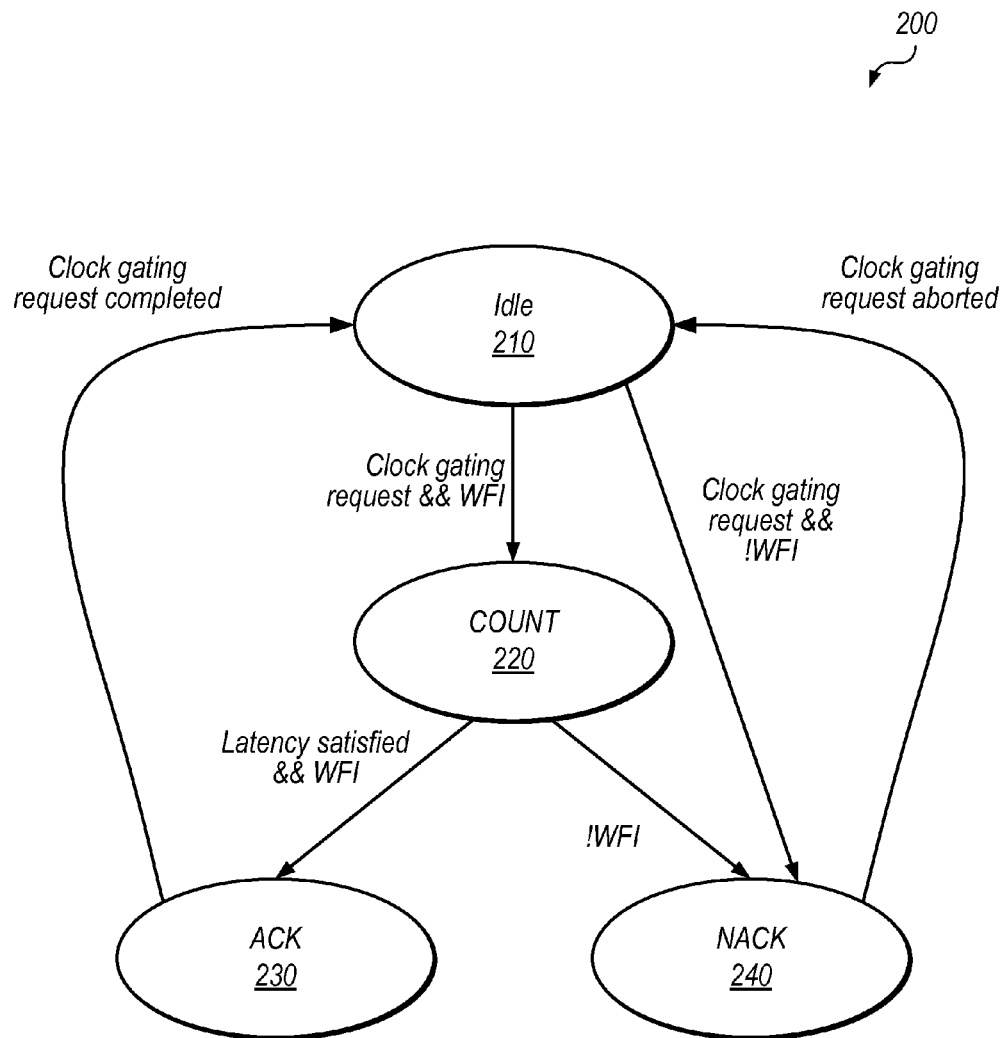 200
Clock gating
request completed
Clock gating
request aborted
Idle
210
Clock gating
request && WFI
Clock gating
request &&
!WFI
COUNT
220
Latency satisfied
&& WFI
!WFI
ACK
230
NACK
240